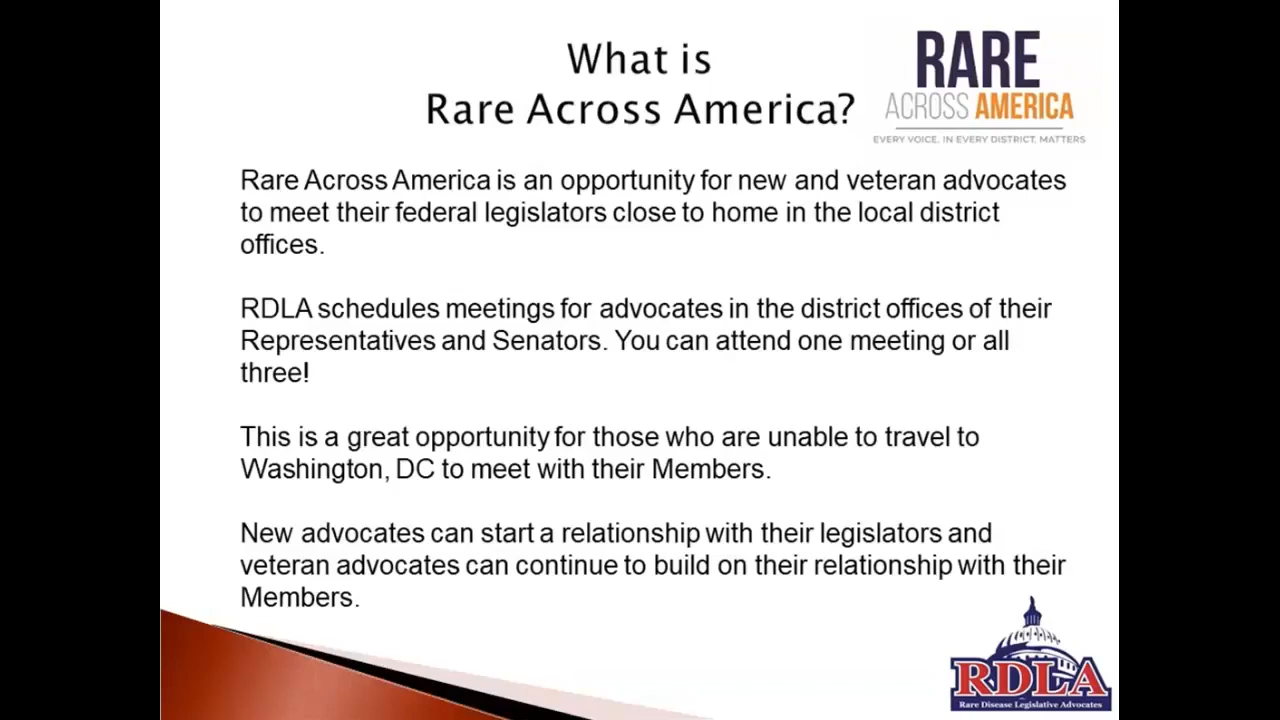 What is
Rare Across America?
RARE
ACROSS AMERICA
EVERY VOICE, IN EVERY DISTRICT, MATTERS
Rare Across America is an opportunity for new and veteran advocates
to meet their federal legislators close to home in the local district
offices.
RDLA schedules meetings for advocates in the district offices of their
Representatives and Senators. You can attend one meeting or all
three!
This is a great opportunity for those who are unable to travel to
Washington, DC to meet with their Members.
New advocates can start a relationship with their legislators and
veteran advocates can continue to build on their relationship with their
Members.
RDLA
Rare Disease Legislative Advocates